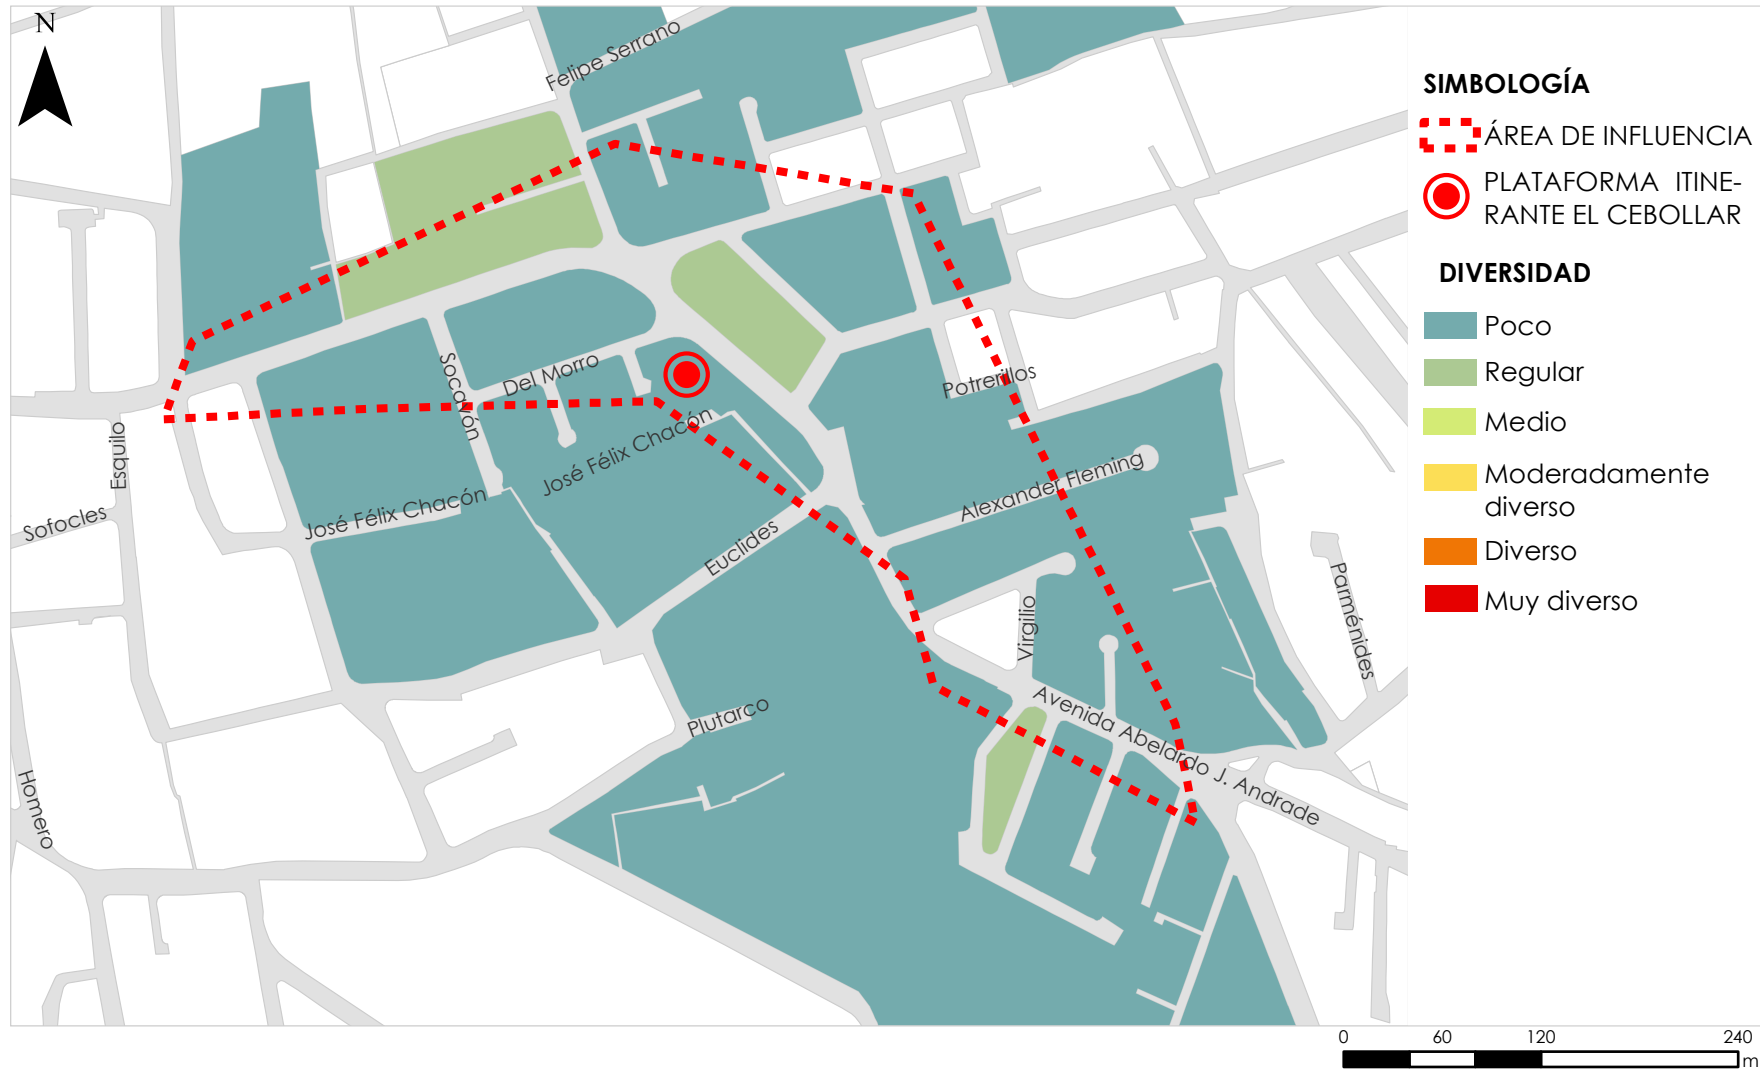 N
Felipe Serrano
Socavón
Del Morro
Potrerillos
José Félix Chacón
Esquilo
José Félix Chacón
Sofocles
Alexander Fleming
Euclides
Virgilio
Parménides
Plutarco
Avenida Abelardo J. Andrade
Homero
SIMBOLOGÍA
ÁREA DE INFLUENCIA
PLATAFORMA ITINE-
RANTE EL CEBOLLAR
DIVERSIDAD
Poco
Regular
Medio
Moderadamente
diverso
Diverso
Muy diverso
0 60 120 240
m